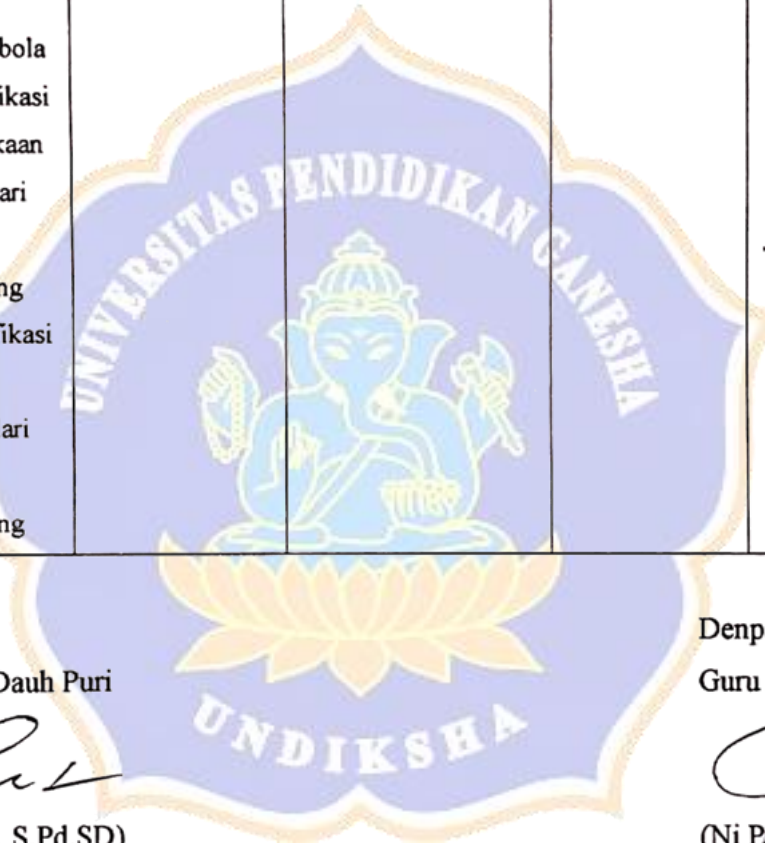 bola
ikasi
kaan
ari
ng
ikasi
ari
ng
UNIVERSITAS PENDIDIKAN GANESHA
UNDIKSHA
Denp
Dauh Puri
Guru
S.Pd.SD)
(Ni P